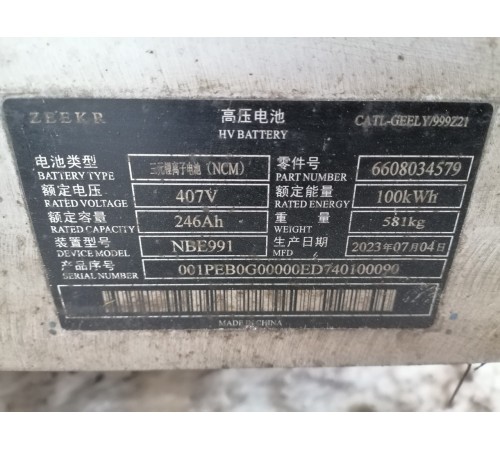 ZEEKR 高压电池 CATL-GEELY/999Z21
HV BATTERY
电池类型 三元锂离子电池 (NCM) 零件号 6608034579
BATTERY TYPE PART NUMBER
额定电压 407V 额定能量 100kWh
RATED VOLTAGE RATED ENERGY
额定容量 246Ah 重量 581kg
RATED CAPACITY WEIGHT
装置型号 NBE991 生产日期 2023年07月04日
DEVICE MODEL MFD
产品序号 001PEB0G00000ED740100090
SERIAL NUMBER
MADE IN CHINA